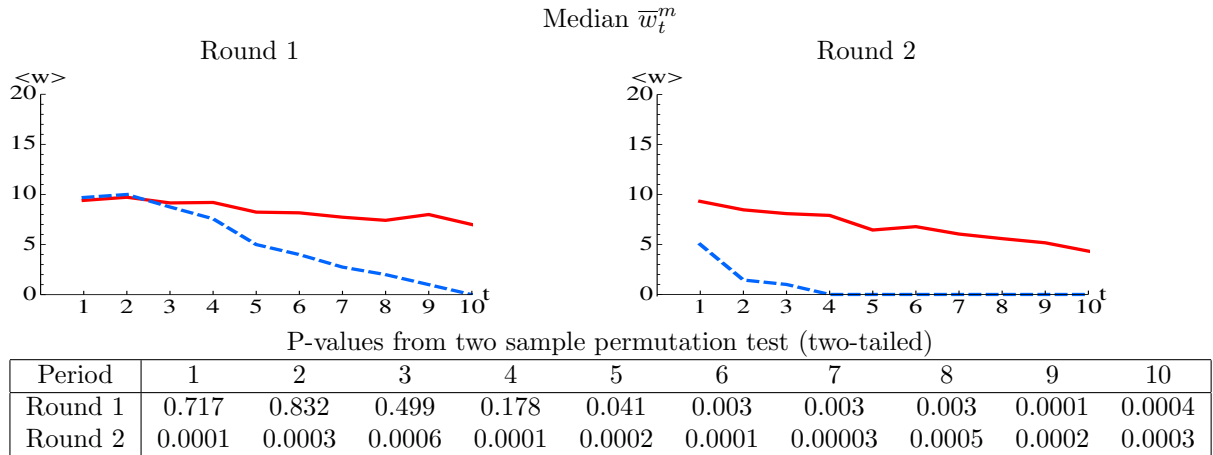 Median w̅ₜᵐ
Round 1 Round 2
<w> <w>
20 20
15 15
10 10
5 5
0 0
1 2 3 4 5 6 7 8 9 10 t 1 2 3 4 5 6 7 8 9 10 t
P-values from two sample permutation test (two-tailed)
Period 1 2 3 4 5 6 7 8 9 10
Round 1 0.717 0.832 0.499 0.178 0.041 0.003 0.003 0.003 0.0001 0.0004
Round 2 0.0001 0.0003 0.0006 0.0001 0.0002 0.0001 0.00003 0.0005 0.0002 0.0003